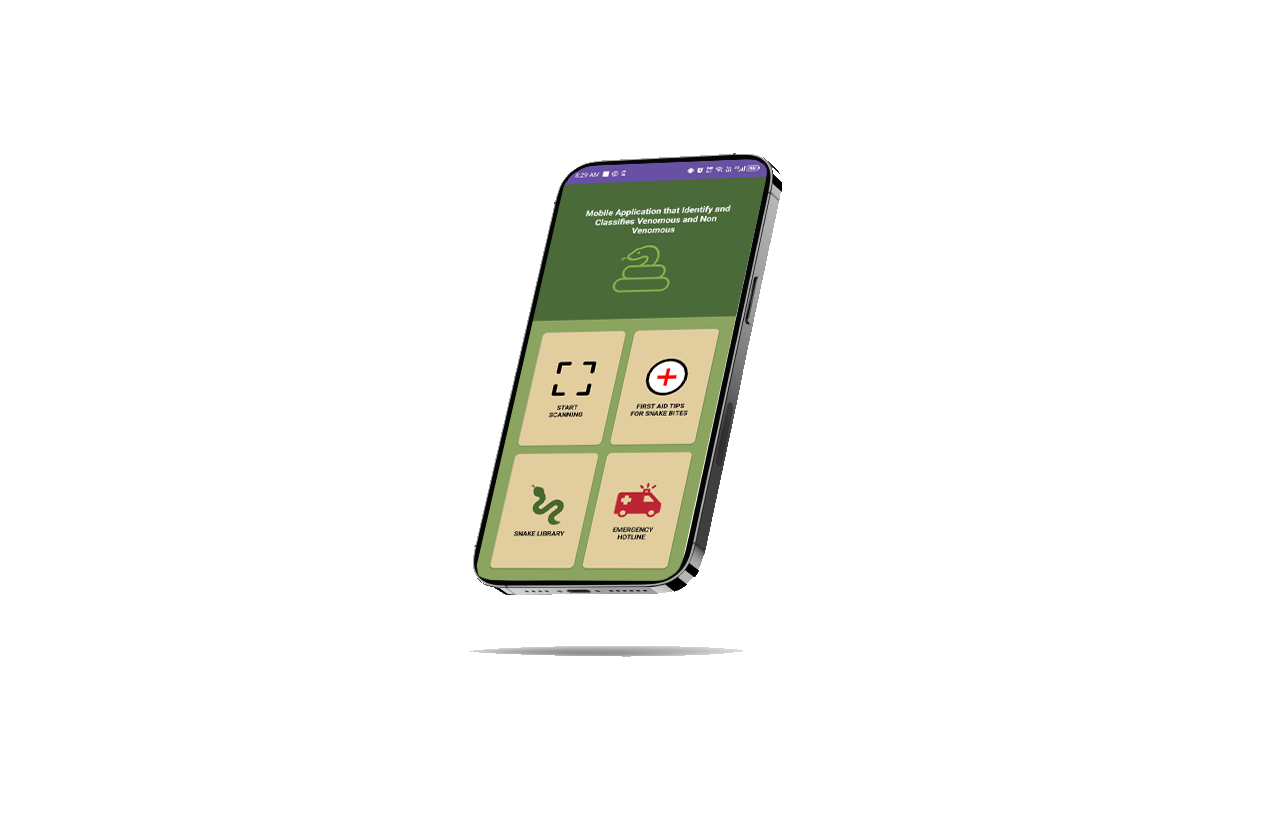 8:29 AM
Mobile Application that Identify and
Classifies Venomous and Non
Venomous
START
SCANNING
FIRST AID TIPS
FOR SNAKE BITES
SNAKE LIBRARY
EMERGENCY
HOTLINE